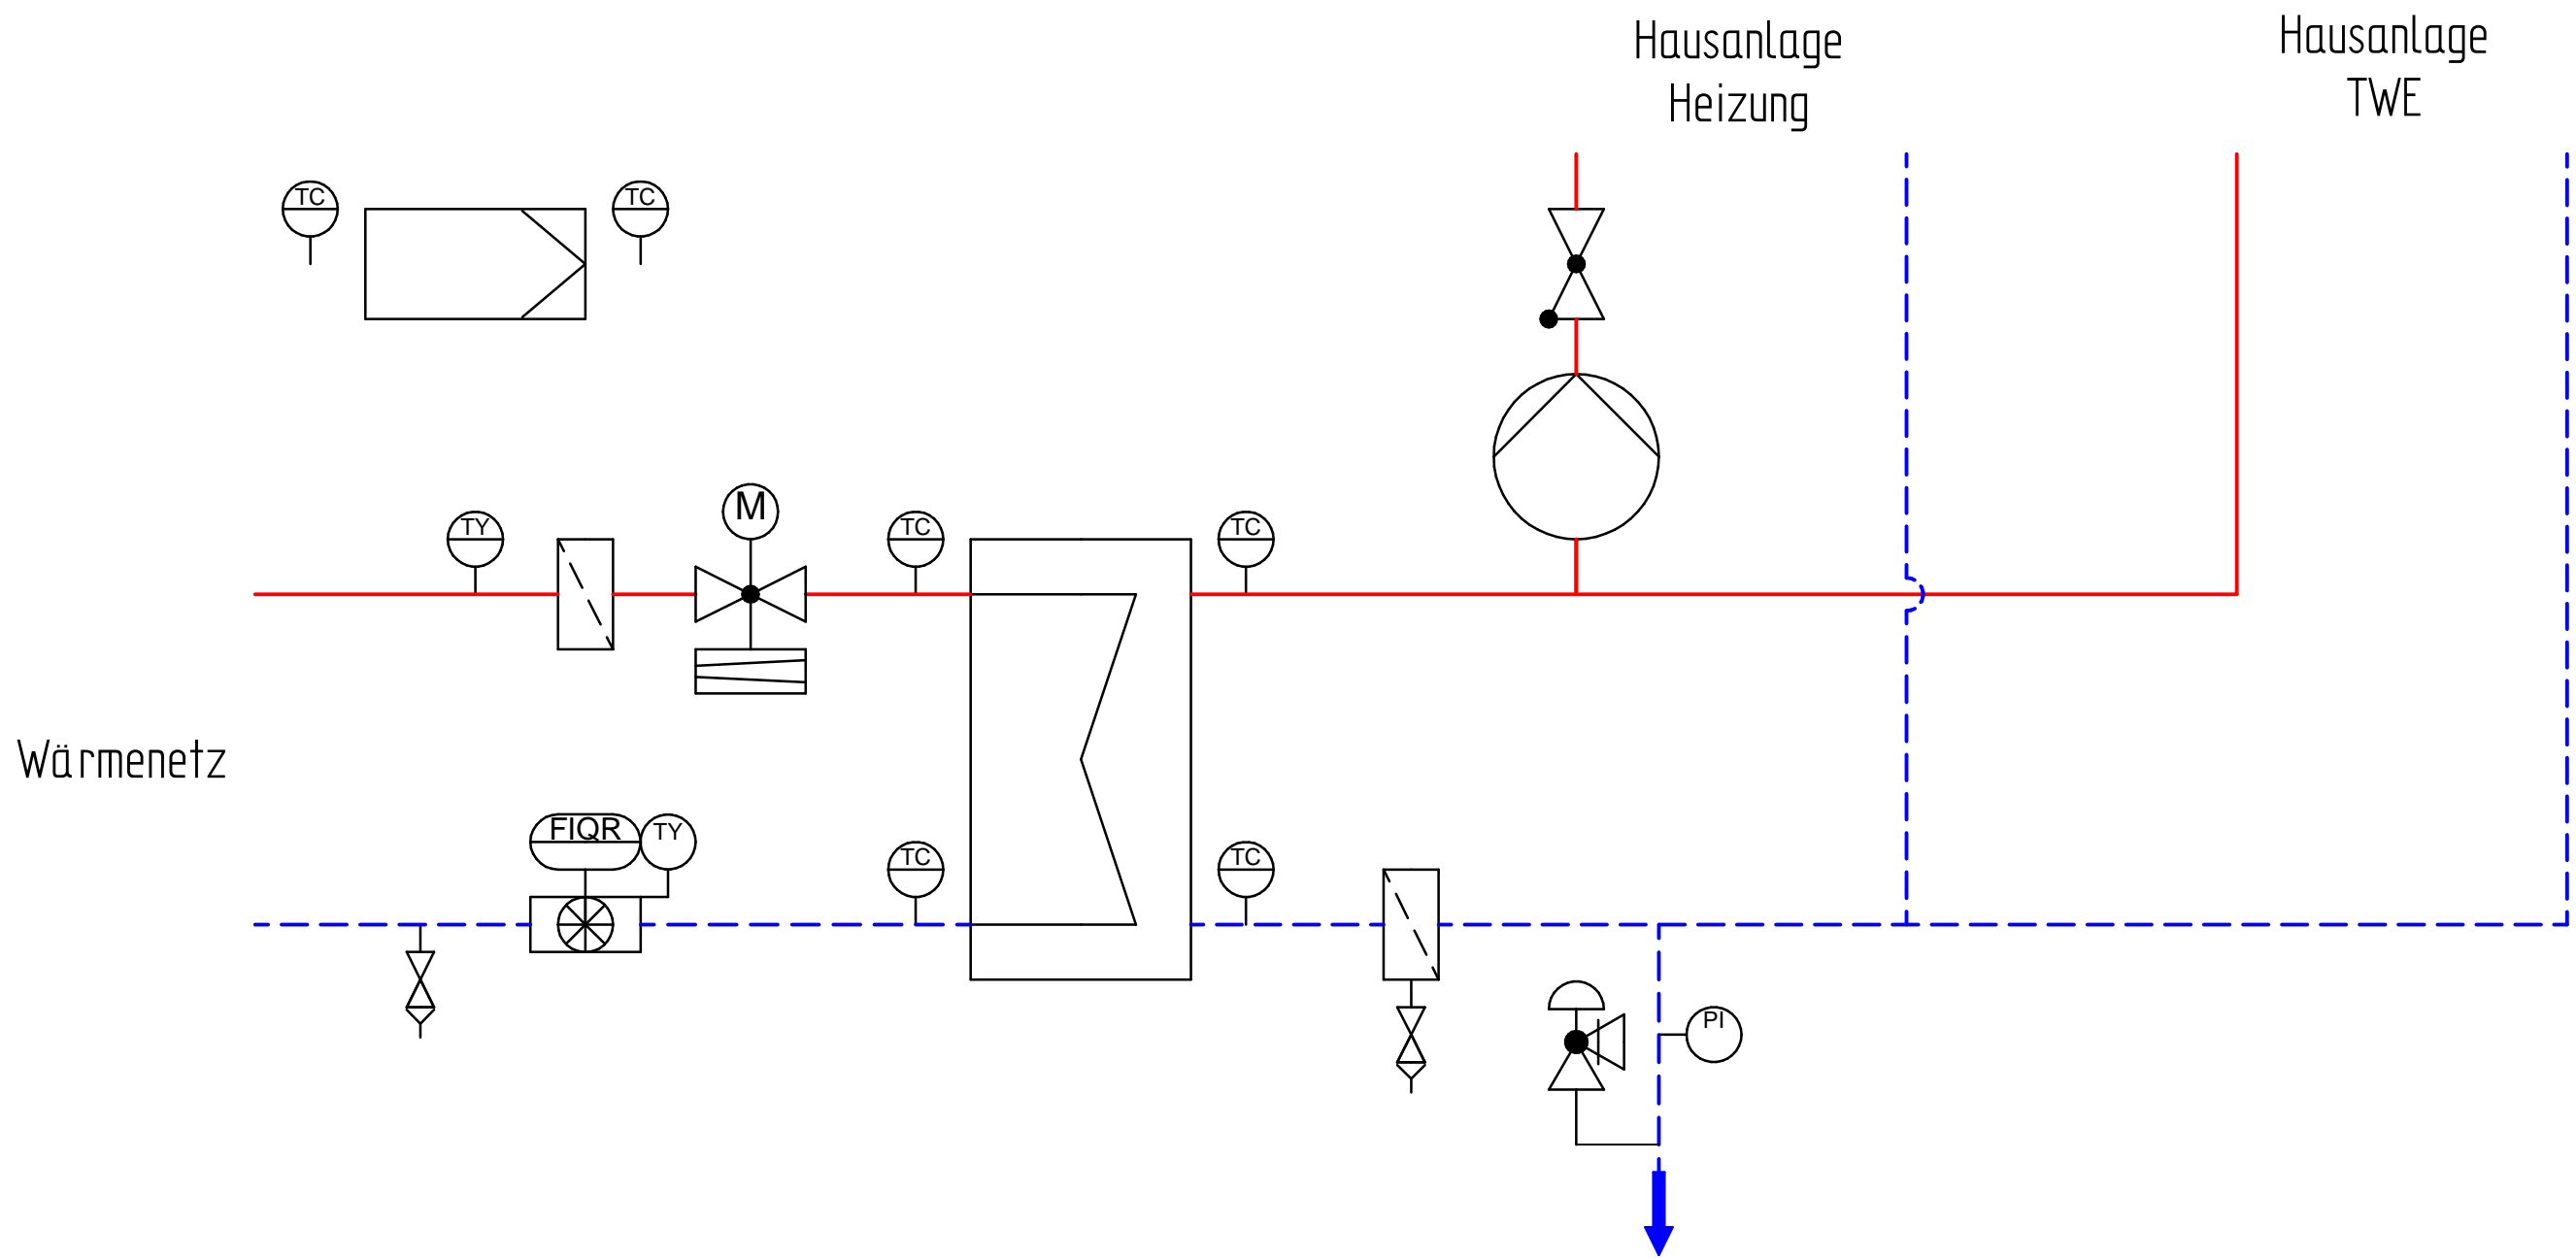 Hausanlage
Heizung
Hausanlage
TWE
TC
TC
M
TY
TC
TC
Wärmenetz
FIQR
TY
TC
TC
PI